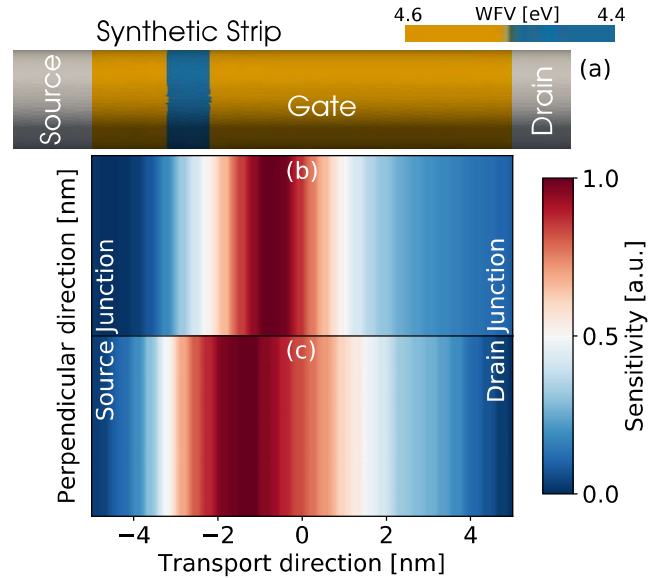 4.6 WFV [eV] 4.4
Synthetic Strip
(a)
Source
Gate
Drain
(b)
(c)
Perpendicular direction [nm]
Source Junction
Drain Junction
1.0
0.5
0.0
Sensitivity [a.u.]
−4 −2 0 2 4
Transport direction [nm]